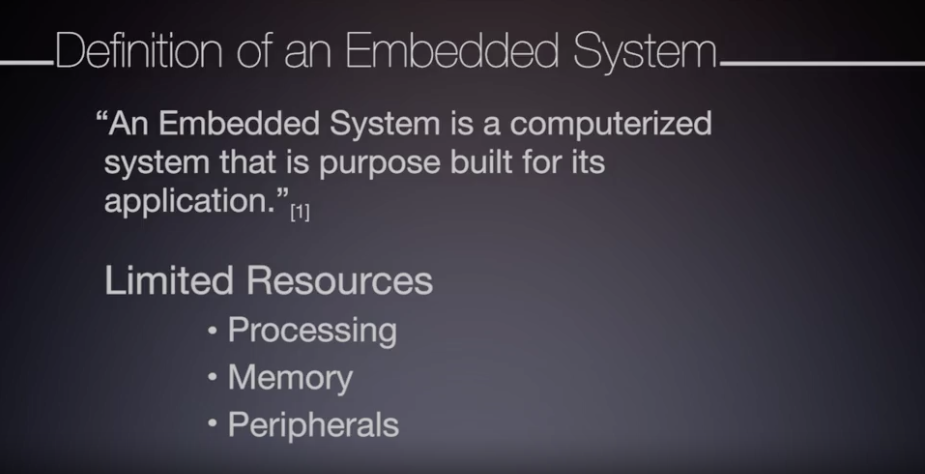 Definition of an Embedded System
“An Embedded System is a computerized
system that is purpose built for its
application.”[1]
Limited Resources
• Processing
• Memory
• Peripherals